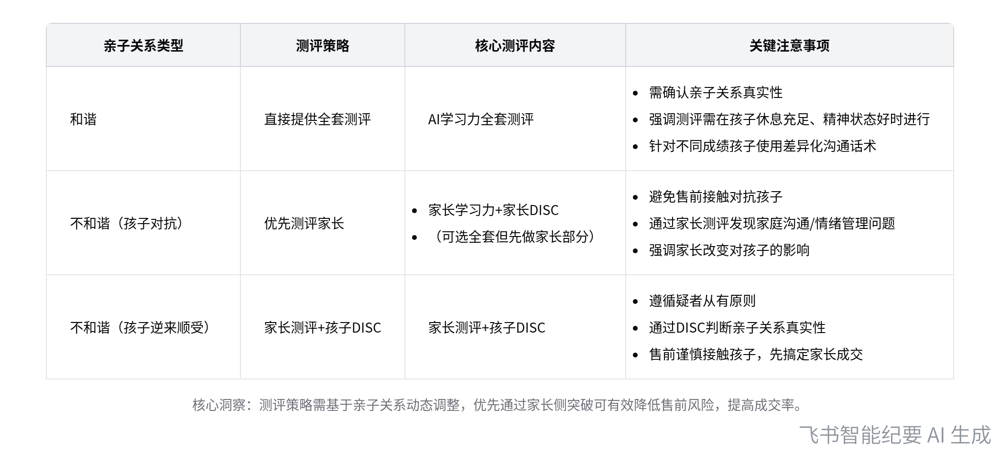 亲子关系类型
测评策略
核心测评内容
关键注意事项
和谐
直接提供全套测评
AI学习力全套测评
需确认亲子关系真实性
强调测评需在孩子休息充足、精神状态好时进行
针对不同成绩孩子使用差异化沟通话术
不和谐（孩子对抗）
优先测评家长
家长学习力+家长DISC
（可选全套但先做家长部分）
避免售前接触对抗孩子
通过家长测评发现家庭沟通/情绪管理问题
强调家长改变对孩子的影响
不和谐（孩子逆来顺受）
家长测评+孩子DISC
家长测评+孩子DISC
遵循疑者从有原则
通过DISC判断亲子关系真实性
售前谨慎接触孩子，先搞定家长成交
核心洞察：测评策略需基于亲子关系动态调整，优先通过家长侧突破可有效降低售前风险，提高成交率。
飞书智能纪要 AI 生成